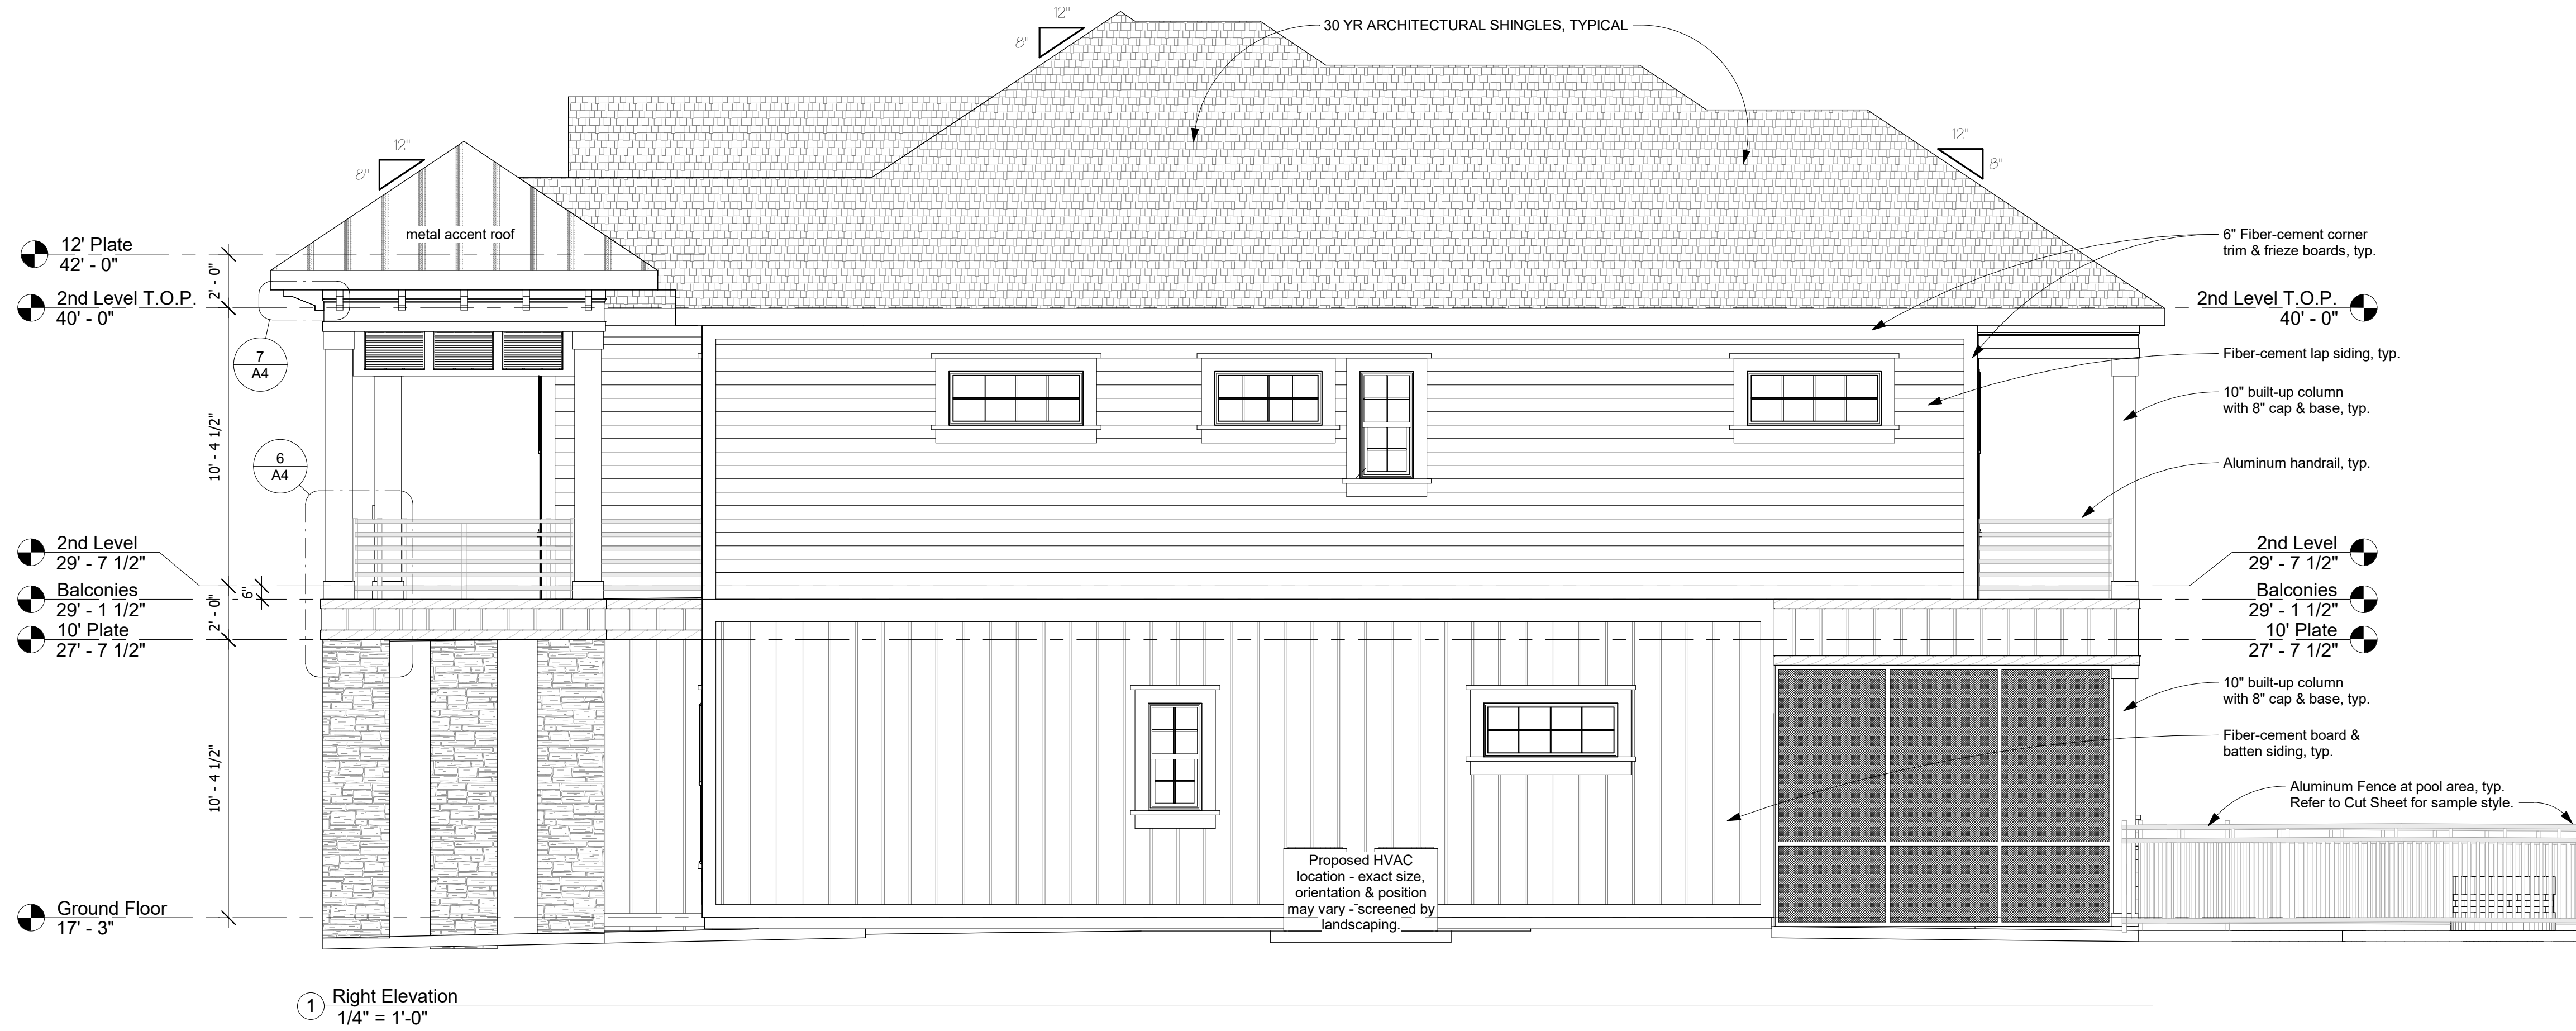 12"
8"
30 YR ARCHITECTURAL SHINGLES, TYPICAL
12"
8"
12"
8"
metal accent roof
12' Plate
42' - 0"
2' - 0"
2nd Level T.O.P.
40' - 0"
7
A4
10' - 4 1/2"
6
A4
2nd Level
29' - 7 1/2"
6"
Balconies
29' - 1 1/2"
2' - 0"
10' Plate
27' - 7 1/2"
10' - 4 1/2"
Ground Floor
17' - 3"
6" Fiber-cement corner
trim & frieze boards, typ.
2nd Level T.O.P.
40' - 0"
Fiber-cement lap siding, typ.
10" built-up column
with 8" cap & base, typ.
Aluminum handrail, typ.
2nd Level
29' - 7 1/2"
Balconies
29' - 1 1/2"
10' Plate
27' - 7 1/2"
10" built-up column
with 8" cap & base, typ.
Fiber-cement board &
batten siding, typ.
Aluminum Fence at pool area, typ.
Refer to Cut Sheet for sample style.
Proposed HVAC
location - exact size,
orientation & position
may vary - screened by
landscaping.
1
Right Elevation
1/4" = 1'-0"